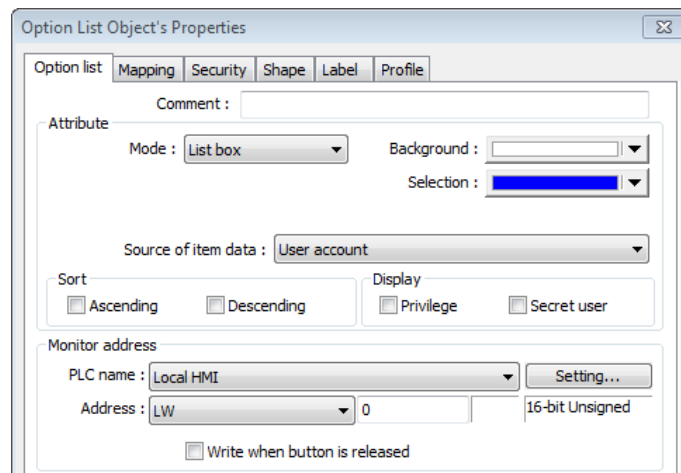 Option List Object's Properties
Option list Mapping Security Shape Label Profile
Comment :
Attribute
Mode : List box Background :
Selection :
Source of item data : User account
Sort Display
Ascending Descending Privilege Secret user
Monitor address
PLC name : Local HMI Setting...
Address : LW 0 16-bit Unsigned
Write when button is released